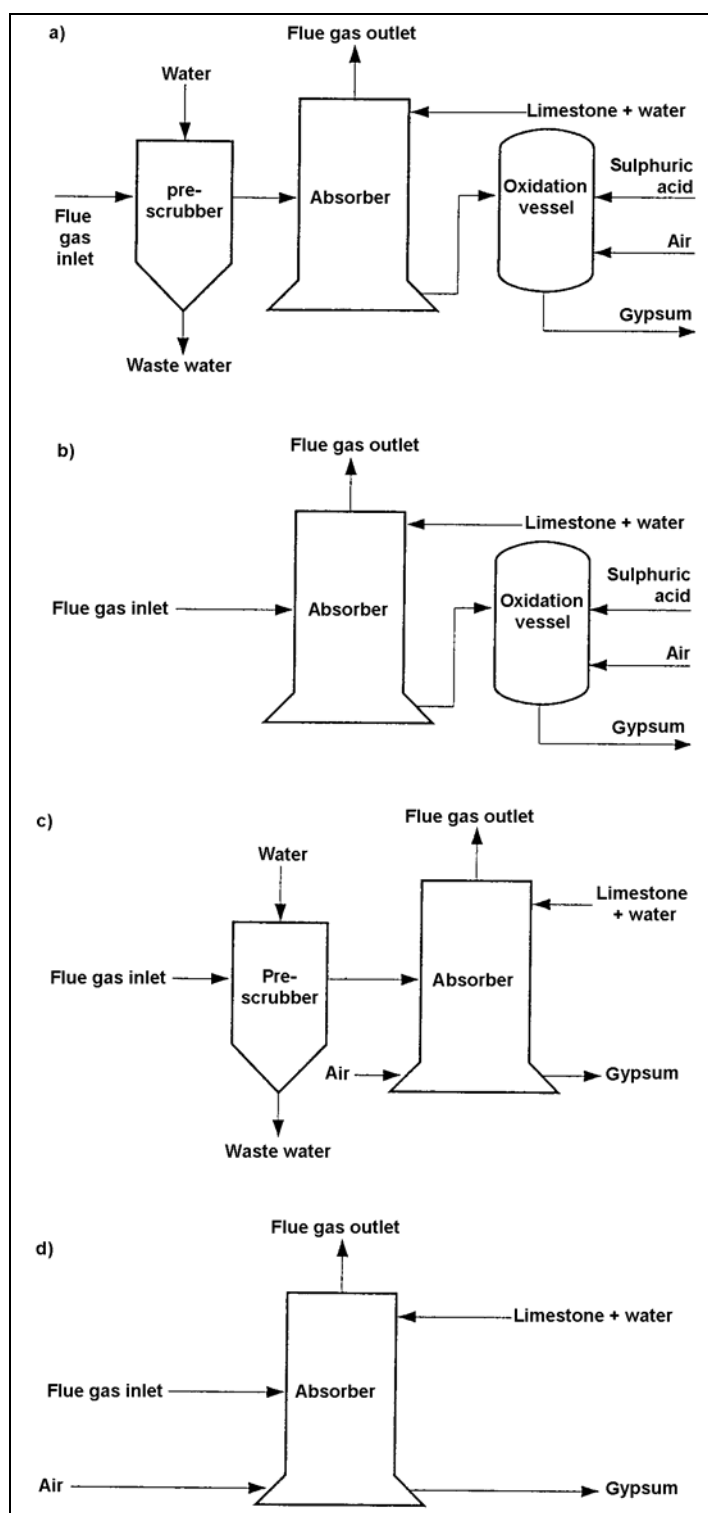 a)
Flue gas outlet
Water
Limestone + water
pre-
scrubber
Absorber
Oxidation
vessel
Sulphuric
acid
Flue
gas
inlet
Air
Gypsum
Waste water
b)
Flue gas outlet
Limestone + water
Sulphuric
acid
Flue gas inlet
Absorber
Oxidation
vessel
Air
Gypsum
c)
Flue gas outlet
Water
Limestone
+ water
Flue gas inlet
Pre-
scrubber
Absorber
Air
Gypsum
Waste water
d)
Flue gas outlet
Limestone + water
Flue gas inlet
Absorber
Air
Gypsum